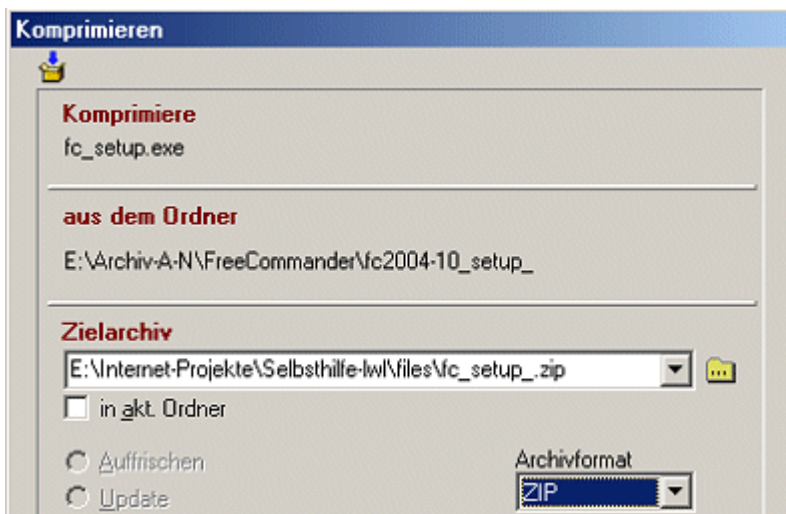 Komprimieren
Komprimiere
fc_setup.exe
aus dem Ordner
E:\Archiv-A-N\FreeCommander\fc2004-10_setup_
Zielarchiv
E:\Internet-Projekte\Selbsthilfe-lwl\files\fc_setup_.zip
in akt. Ordner
Auffrischen
Archivformat
Update
ZIP